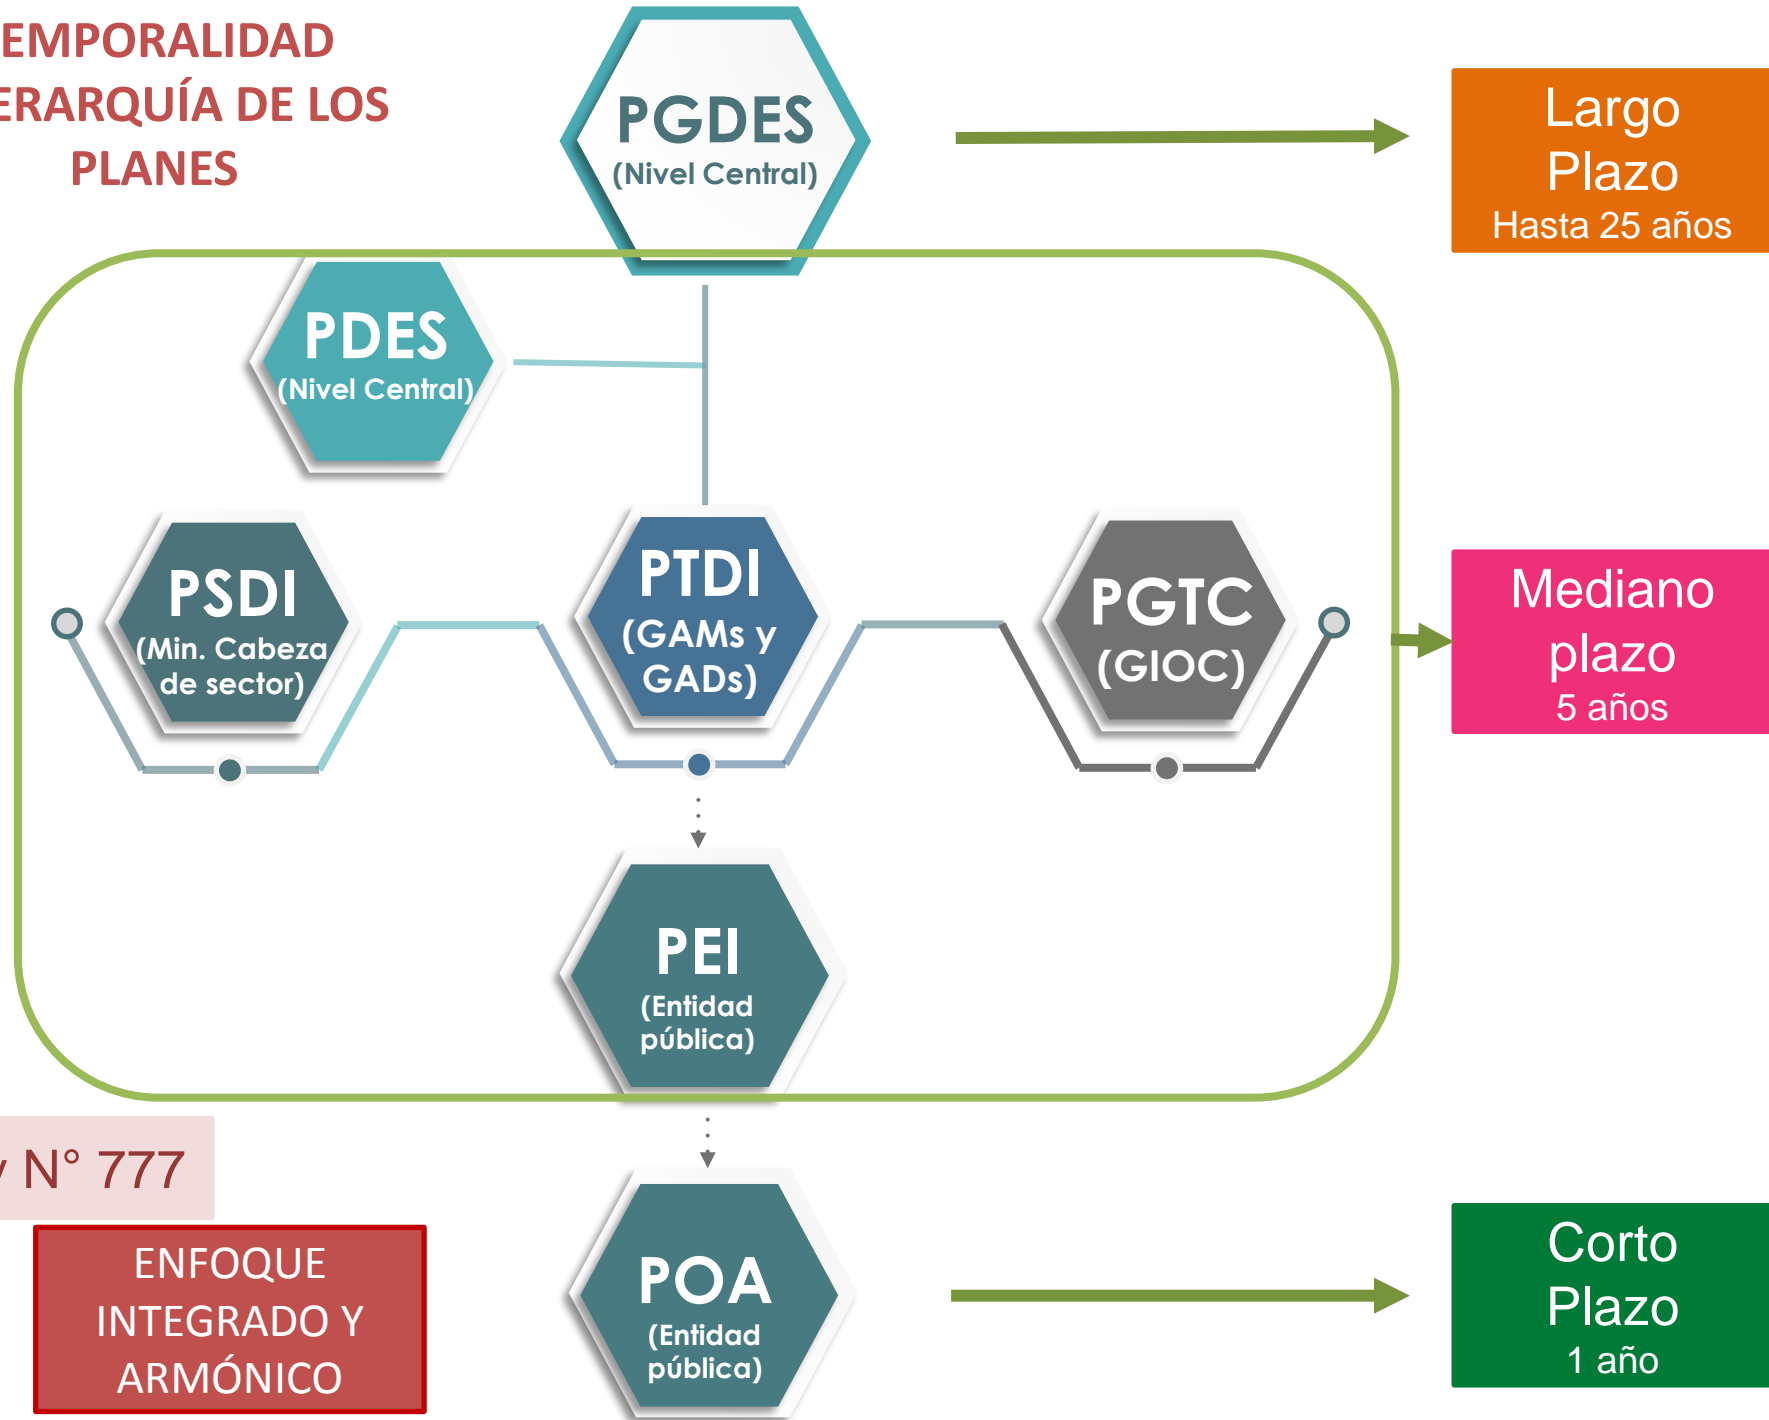 EMPORALIDAD
ERARQUÍA DE LOS
PLANES
PGDES
(Nivel Central)
Largo
Plazo
Hasta 25 años
PDES
(Nivel Central)
PSDI
(Min. Cabeza
de sector)
PTDI
(GAMs y
GADs)
PGTC
(GIOC)
Mediano
plazo
5 años
PEI
(Entidad
pública)
y N° 777
ENFOQUE
INTEGRADO Y
ARMÓNICO
POA
(Entidad
pública)
Corto
Plazo
1 año